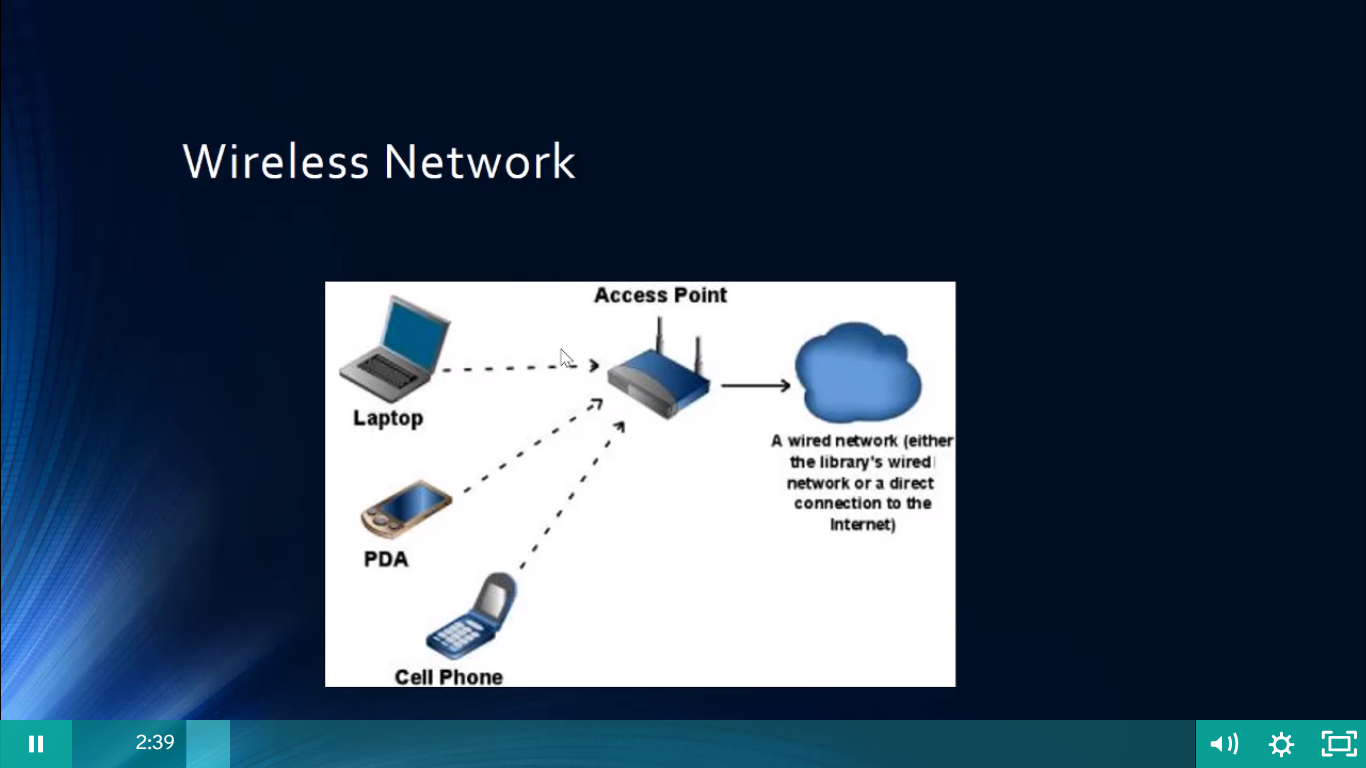 Wireless Network
Access Point
Laptop
A wired network (either
the library's wired
network or a direct
connection to the
Internet)
PDA
Cell Phone
2:39